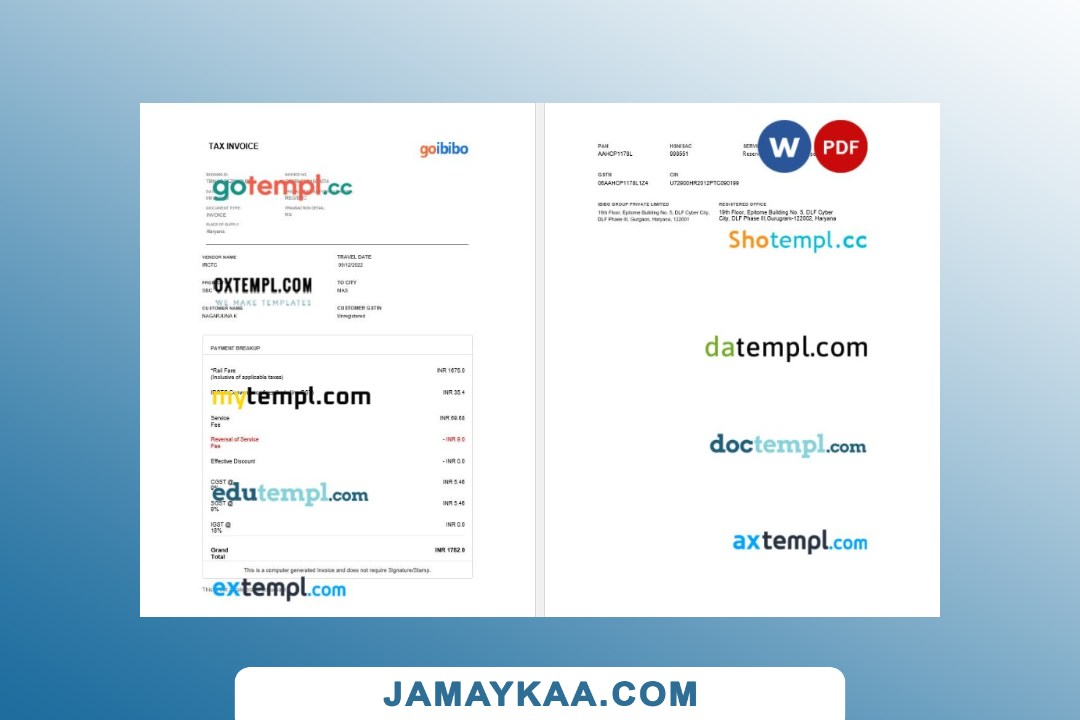 TAX INVOICE
goibibo
gotempl.cc
DOCUMENT TYPE
INVOICE
PLACE OF SUPPLY
Haryana
VENDOR NAME
IRCTC
TRAVEL DATE
09/12/2022
OXTEMPL.COM
WE MAKE TEMPLATES
SBC
TO CITY
MAS
CUSTOMER NAME
NAGARJUNA K
CUSTOMER GSTIN
Unregistered
PAYMENT BREAKUP
*Rail Fare
(Inclusive of applicable taxes)
INR 1675.0
mytempl.com
INR 35.4
Service
Fee
INR 69.68
Reversal of Service
Fee
- INR 9.0
Effective Discount
- INR 0.0
CGST @
9%
INR 5.46
edutempl.com
SGST @
9%
INR 5.46
IGST @
18%
INR 0.0
Grand
Total
INR 1782.0
This is a computer generated Invoice and does not require Signature/Stamp.
extempl.com
PAN
AAHCP1178L
HSN/SAC
998551
W
PDF
GSTN
06AAHCP1178L1Z4
CIN
U72900HR2012PTC090199
IBIBO GROUP PRIVATE LIMITED
19th Floor, Epitome Building No. 5, DLF Cyber City,
DLF Phase III, Gurgaon, Haryana, 122001
REGISTERED OFFICE
19th Floor, Epitome Building No. 5, DLF Cyber
City, DLF Phase III,Gurugram-122002, Haryana
Shotempl.cc
datempl.com
doctempl.com
axtempl.com
JAMAYKAA.COM